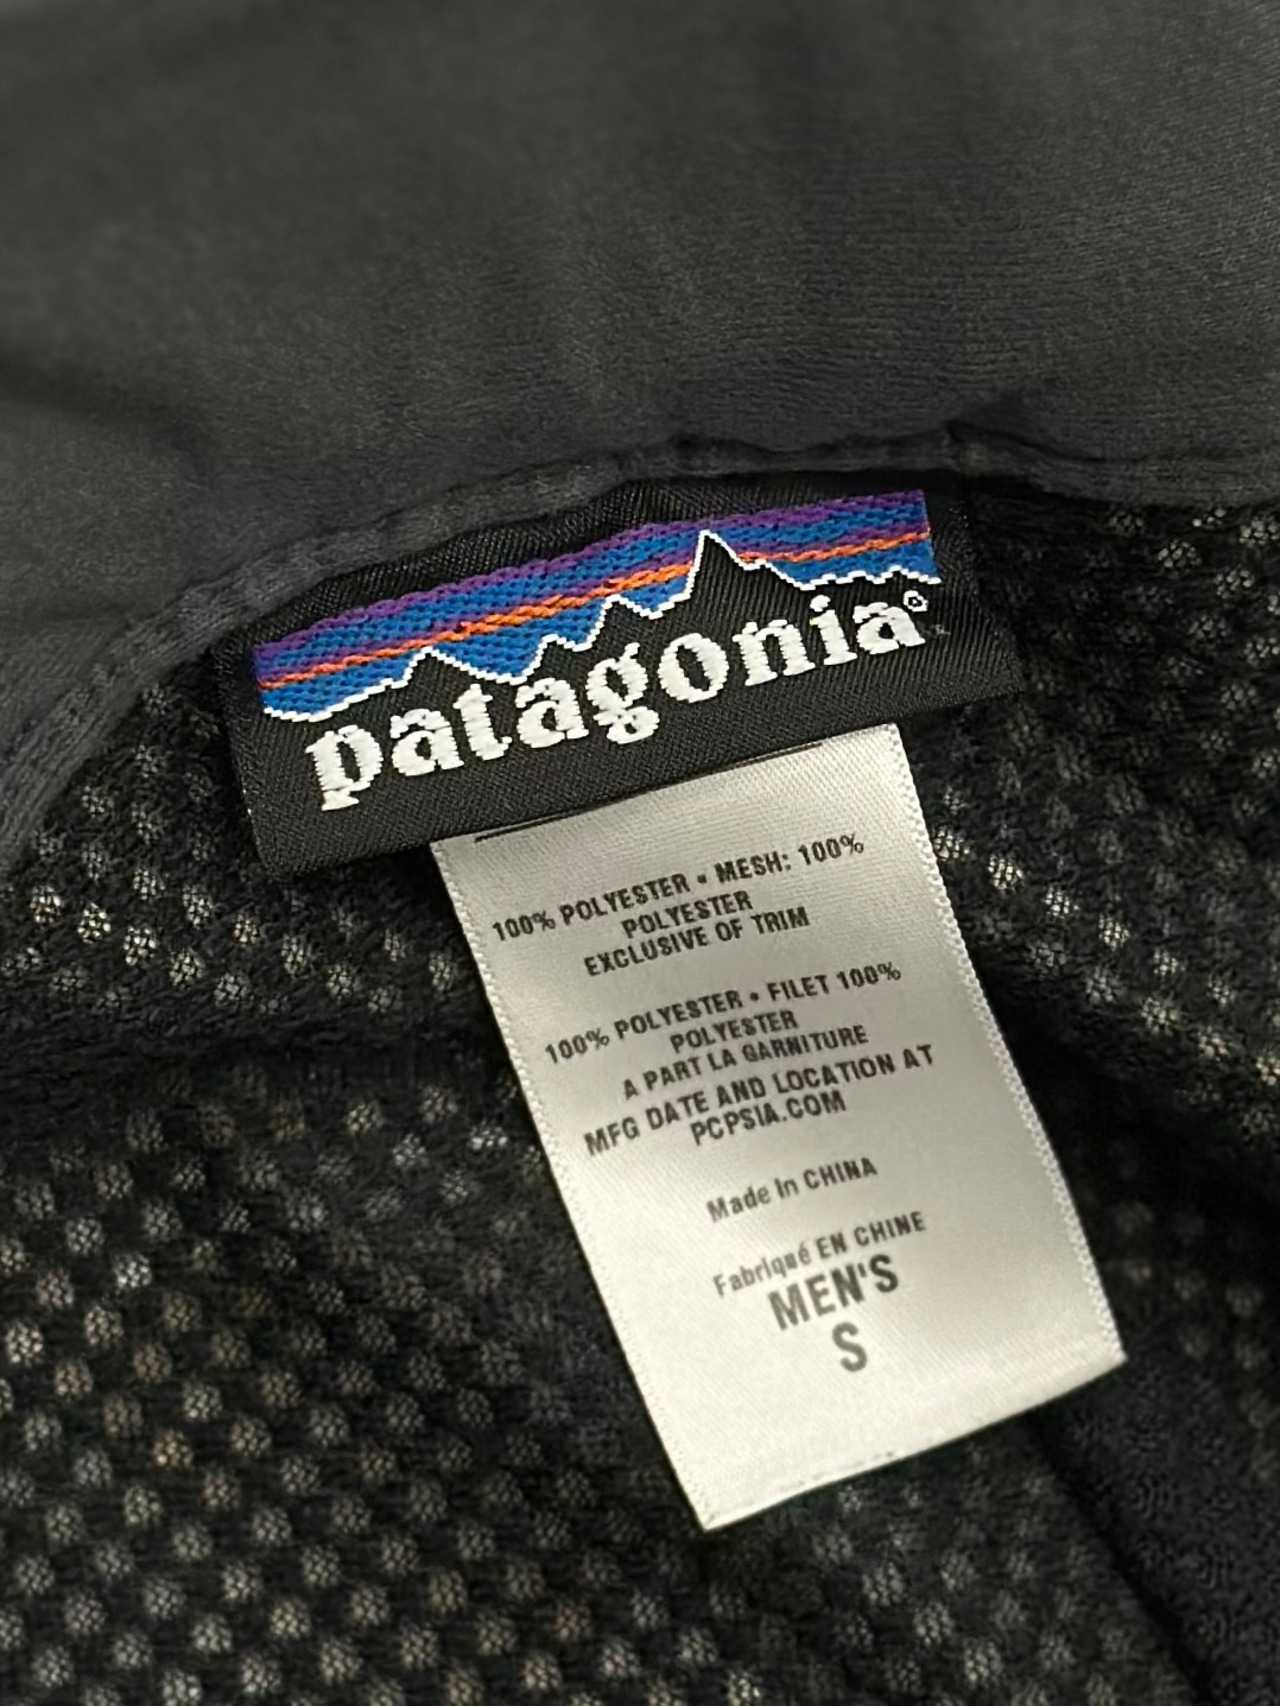 patagonia®
100% POLYESTER • MESH: 100%
POLYESTER
EXCLUSIVE OF TRIM
100% POLYESTER • FILET 100%
POLYESTER
A PART LA GARNITURE
MFG DATE AND LOCATION AT
PCPSIA.COM
Made In CHINA
Fabriqué EN CHINE
MEN'S
S